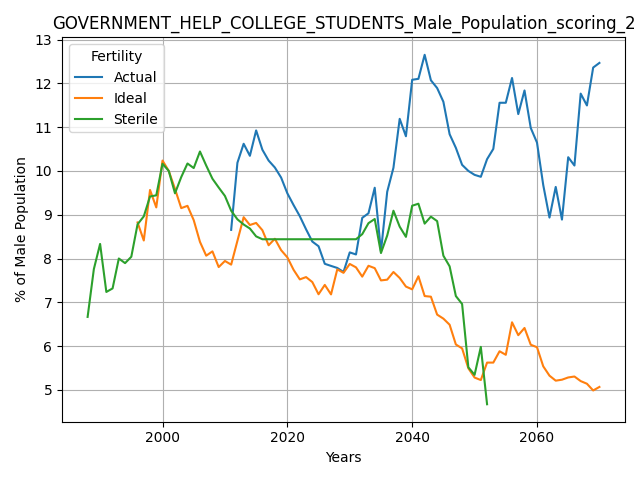 GOVERNMENT_HELP_COLLEGE_STUDENTS_Male_Population_scoring_2
13
12
11
10
9
8
7
6
5
% of Male Population
Fertility
Actual
Ideal
Sterile
2000
2020
2040
2060
Years